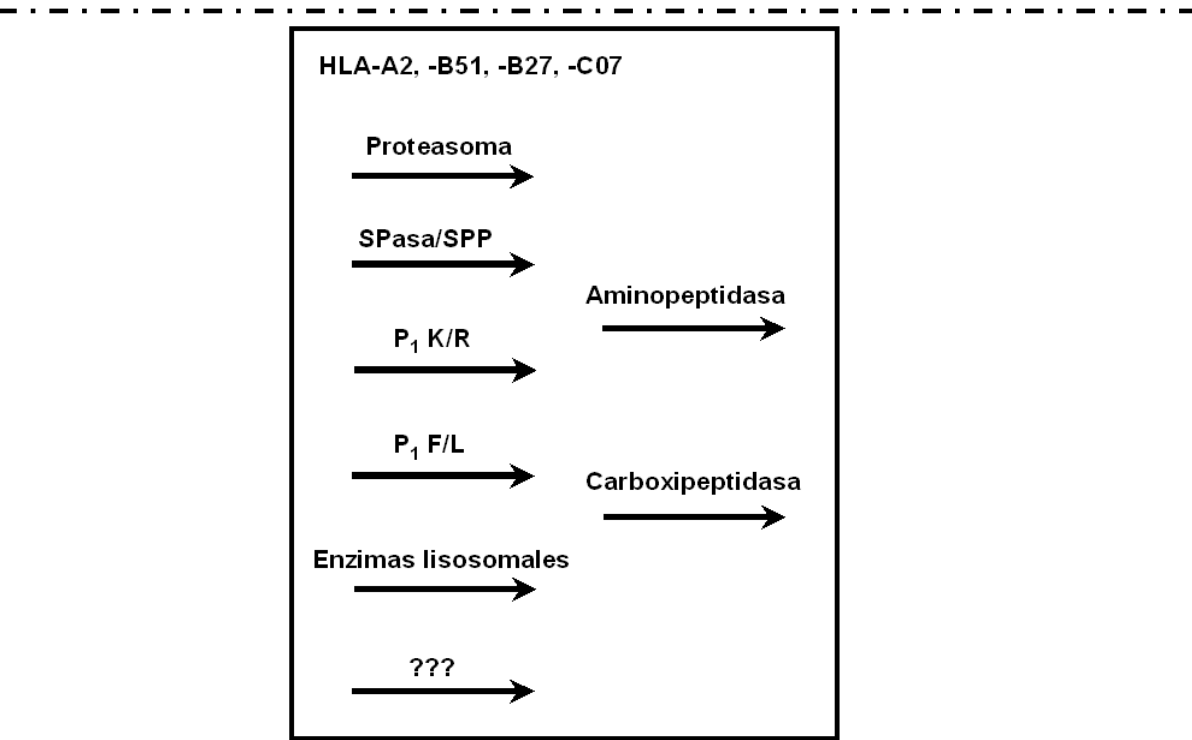 HLA-A2, -B51, -B27, -C07
Proteasoma
SPasa/SPP
Aminopeptidasa
P₁ K/R
P₁ F/L
Carboxipeptidasa
Enzimas lisosomales
???